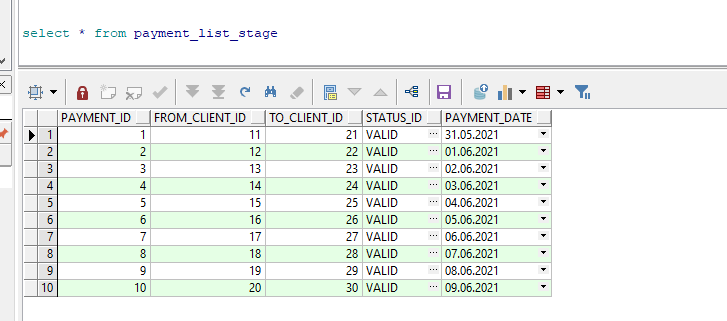 select * from payment_list_stage
PAYMENT_ID FROM_CLIENT_ID TO_CLIENT_ID STATUS_ID PAYMENT_DATE
1 1 11 21 VALID ... 31.05.2021
2 2 12 22 VALID ... 01.06.2021
3 3 13 23 VALID ... 02.06.2021
4 4 14 24 VALID ... 03.06.2021
5 5 15 25 VALID ... 04.06.2021
6 6 16 26 VALID ... 05.06.2021
7 7 17 27 VALID ... 06.06.2021
8 8 18 28 VALID ... 07.06.2021
9 9 19 29 VALID ... 08.06.2021
10 10 20 30 VALID ... 09.06.2021